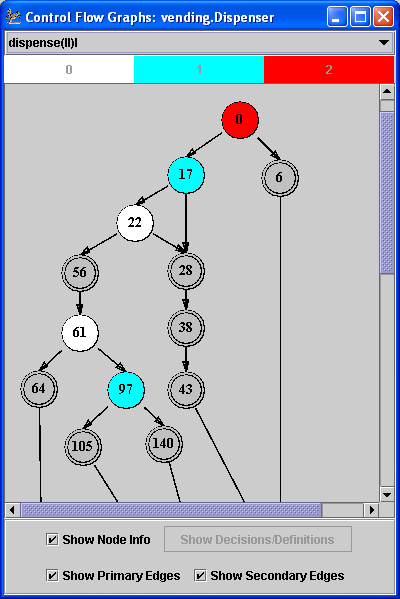 Control Flow Graphs: vending.Dispenser
dispense(II)I
0 1 2
0
17 6
22
56 28
61 38
64 97 43
105 140
Show Node Info Show Decisions/Definitions
Show Primary Edges Show Secondary Edges